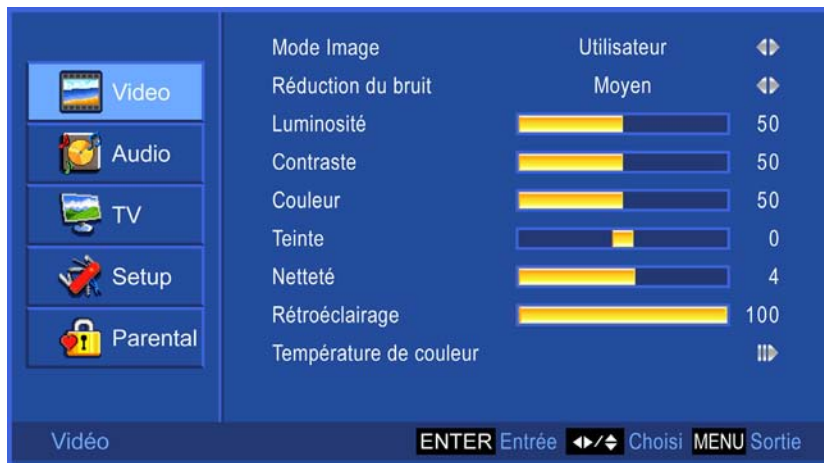 Video
Audio
TV
Setup
Parental
Mode Image Utilisateur
Réduction du bruit Moyen
Luminosité 50
Contraste 50
Couleur 50
Teinte 0
Netteté 4
Rétroéclairage 100
Température de couleur
Vidéo ENTER Entrée Choisi MENU Sortie